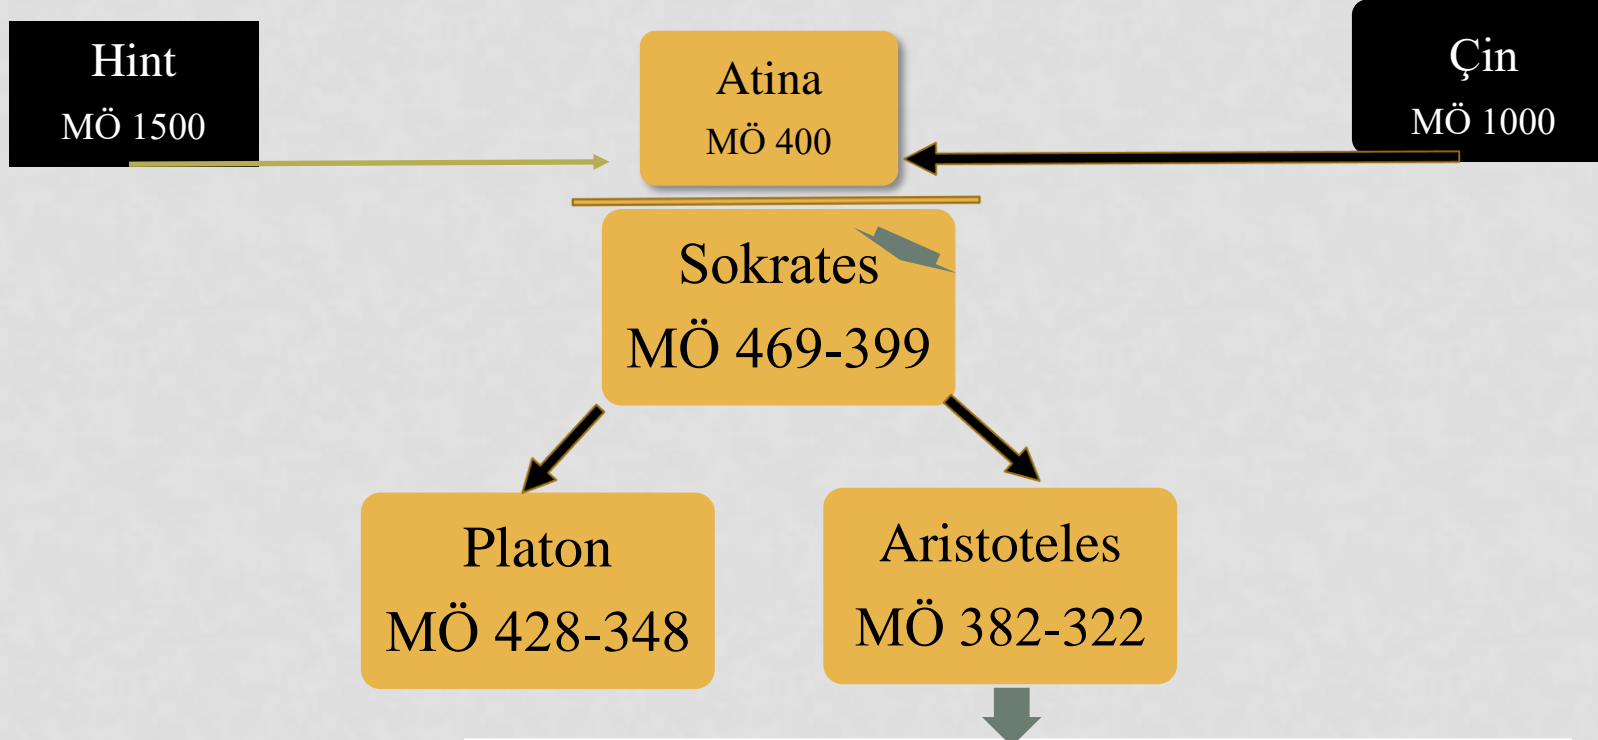 Hint
MÖ 1500
Atina
MÖ 400
Çin
MÖ 1000
Sokrates
MÖ 469-399
Platon
MÖ 428-348
Aristoteles
MÖ 382-322